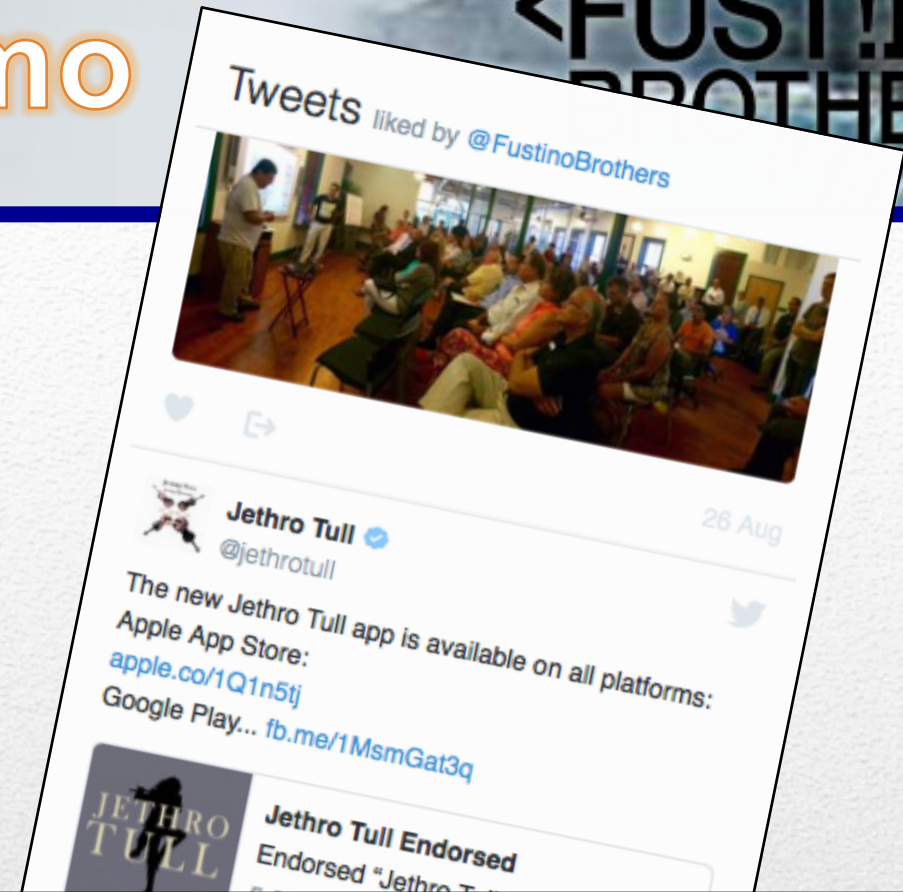 mo
<FUST!
BROTHE
Tweets liked by @FustinoBrothers
26 Aug
Jethro Tull
@jethrotull
The new Jethro Tull app is available on all platforms:
Apple App Store:
apple.co/1Q1n5tj
Google Play... fb.me/1MsmGat3q
JETHRO
TULL
Jethro Tull Endorsed
Endorsed "Jethro